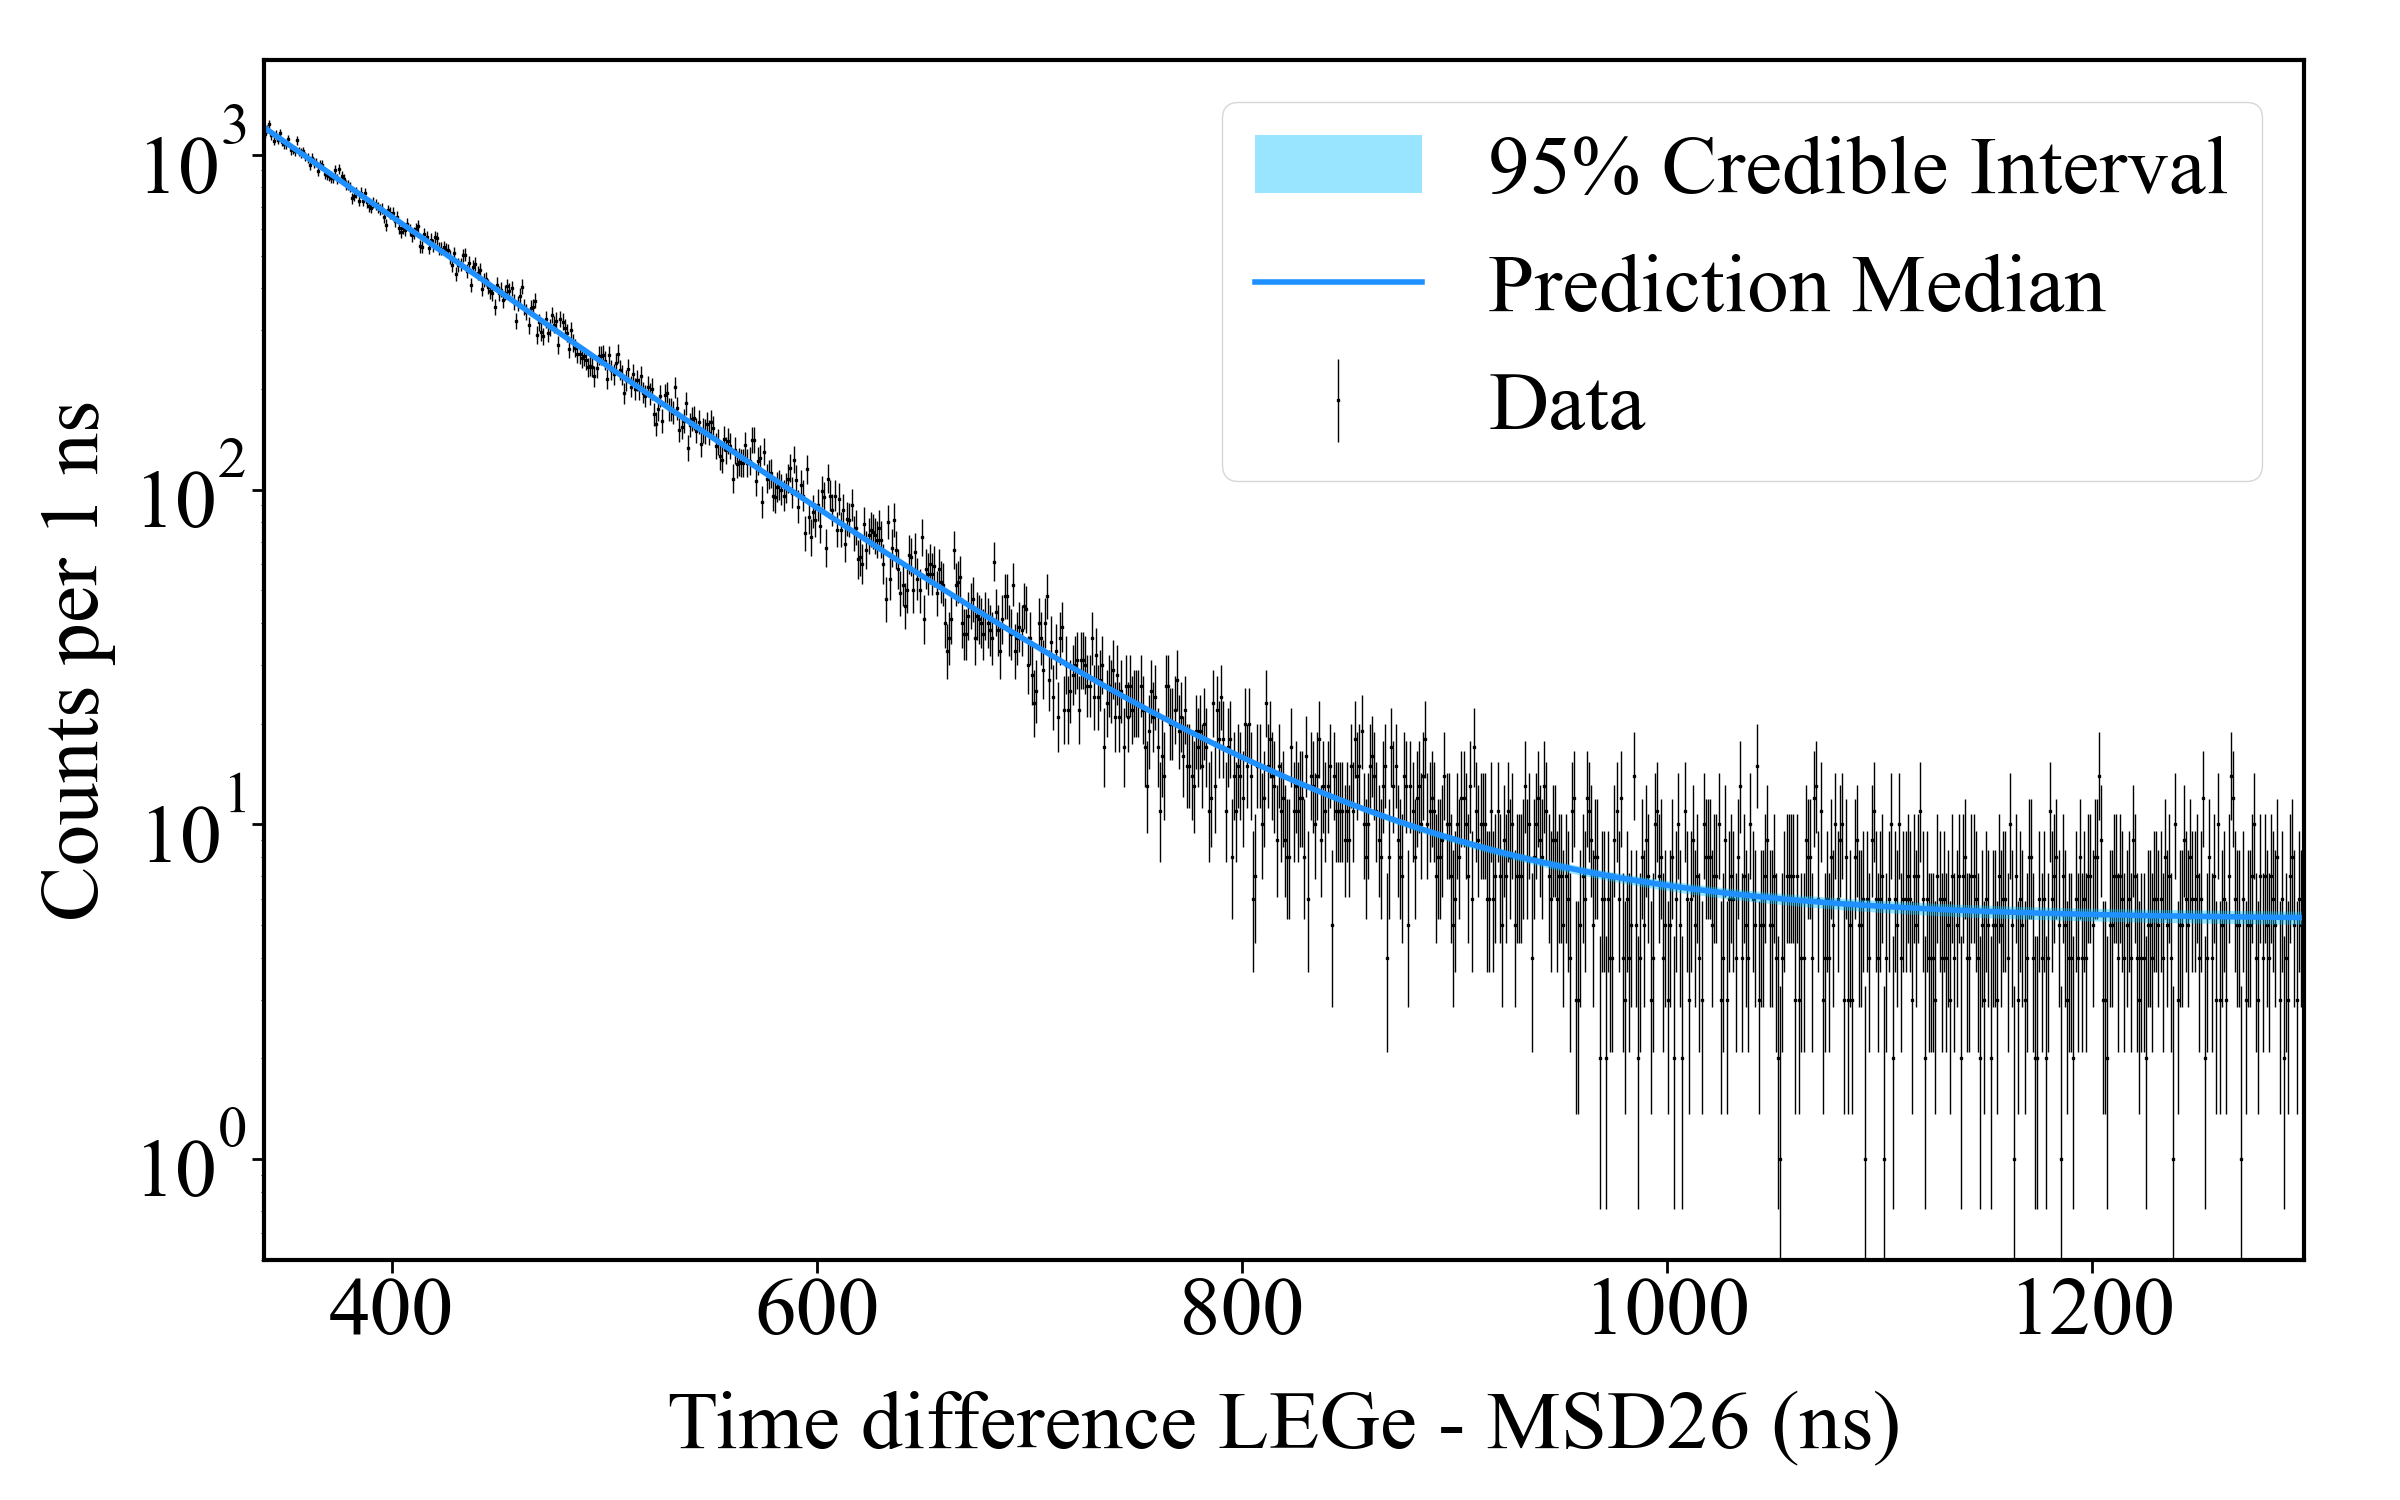 95% Credible Interval
Prediction Median
Data
Counts per 1 ns
10^3
10^2
10^1
10^0
400 600 800 1000 1200
Time difference LEGe - MSD26 (ns)